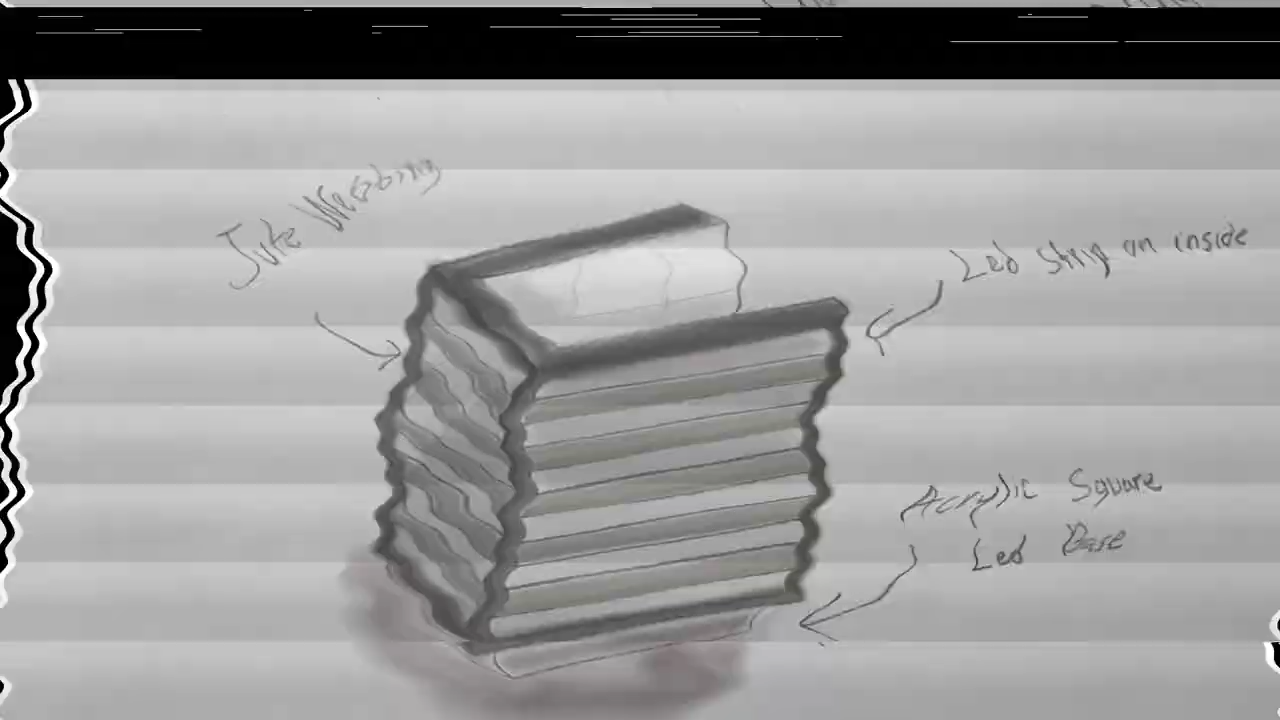 Jute Webbing
Led strip on inside
Acrylic Square
Led Base